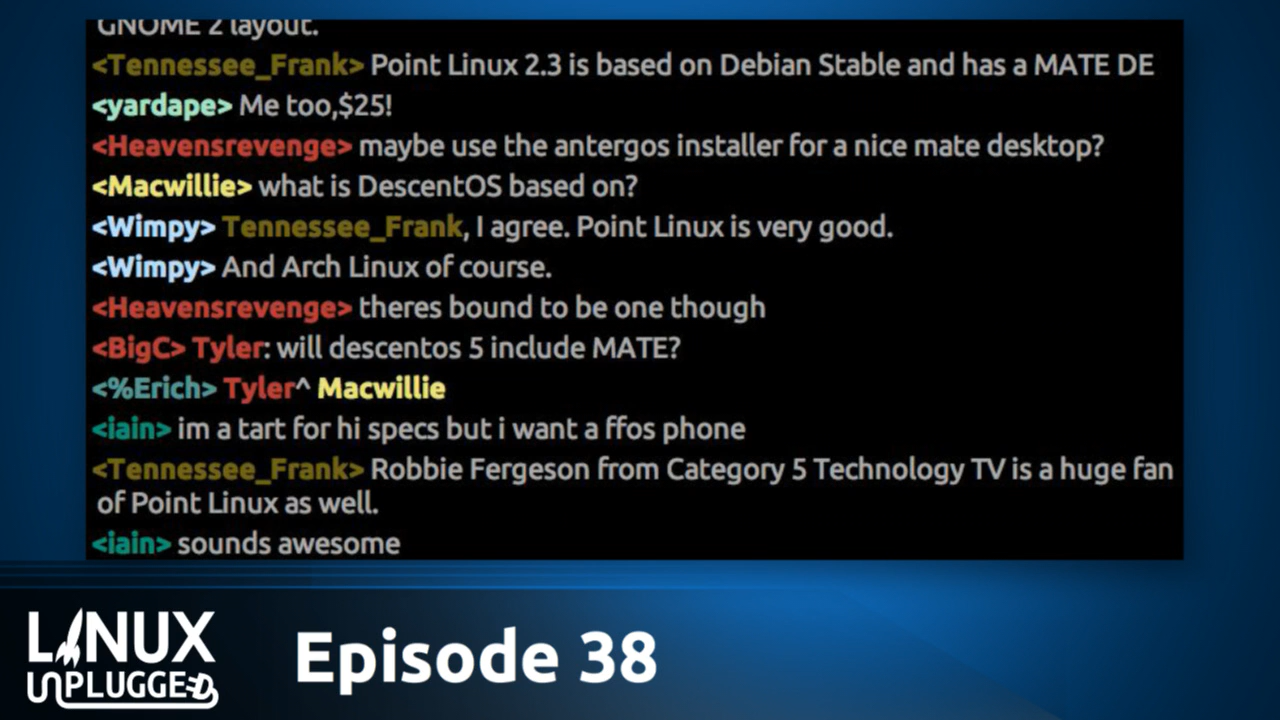 GNOME 2 layout.
<Tennessee_Frank> Point Linux 2.3 is based on Debian Stable and has a MATE DE
<yardape> Me too,$25!
<Heavensrevenge> maybe use the antergos installer for a nice mate desktop?
<Macwillie> what is DescentOS based on?
<Wimpy> Tennessee_Frank, I agree. Point Linux is very good.
<Wimpy> And Arch Linux of course.
<Heavensrevenge> theres bound to be one though
<BigC> Tyler: will descentos 5 include MATE?
<%Erich> Tyler^ Macwillie
<iain> im a tart for hi specs but i want a ffos phone
<Tennessee_Frank> Robbie Fergeson from Category 5 Technology TV is a huge fan
of Point Linux as well.
<iain> sounds awesome
LINUX
UNPLUGGED
Episode 38